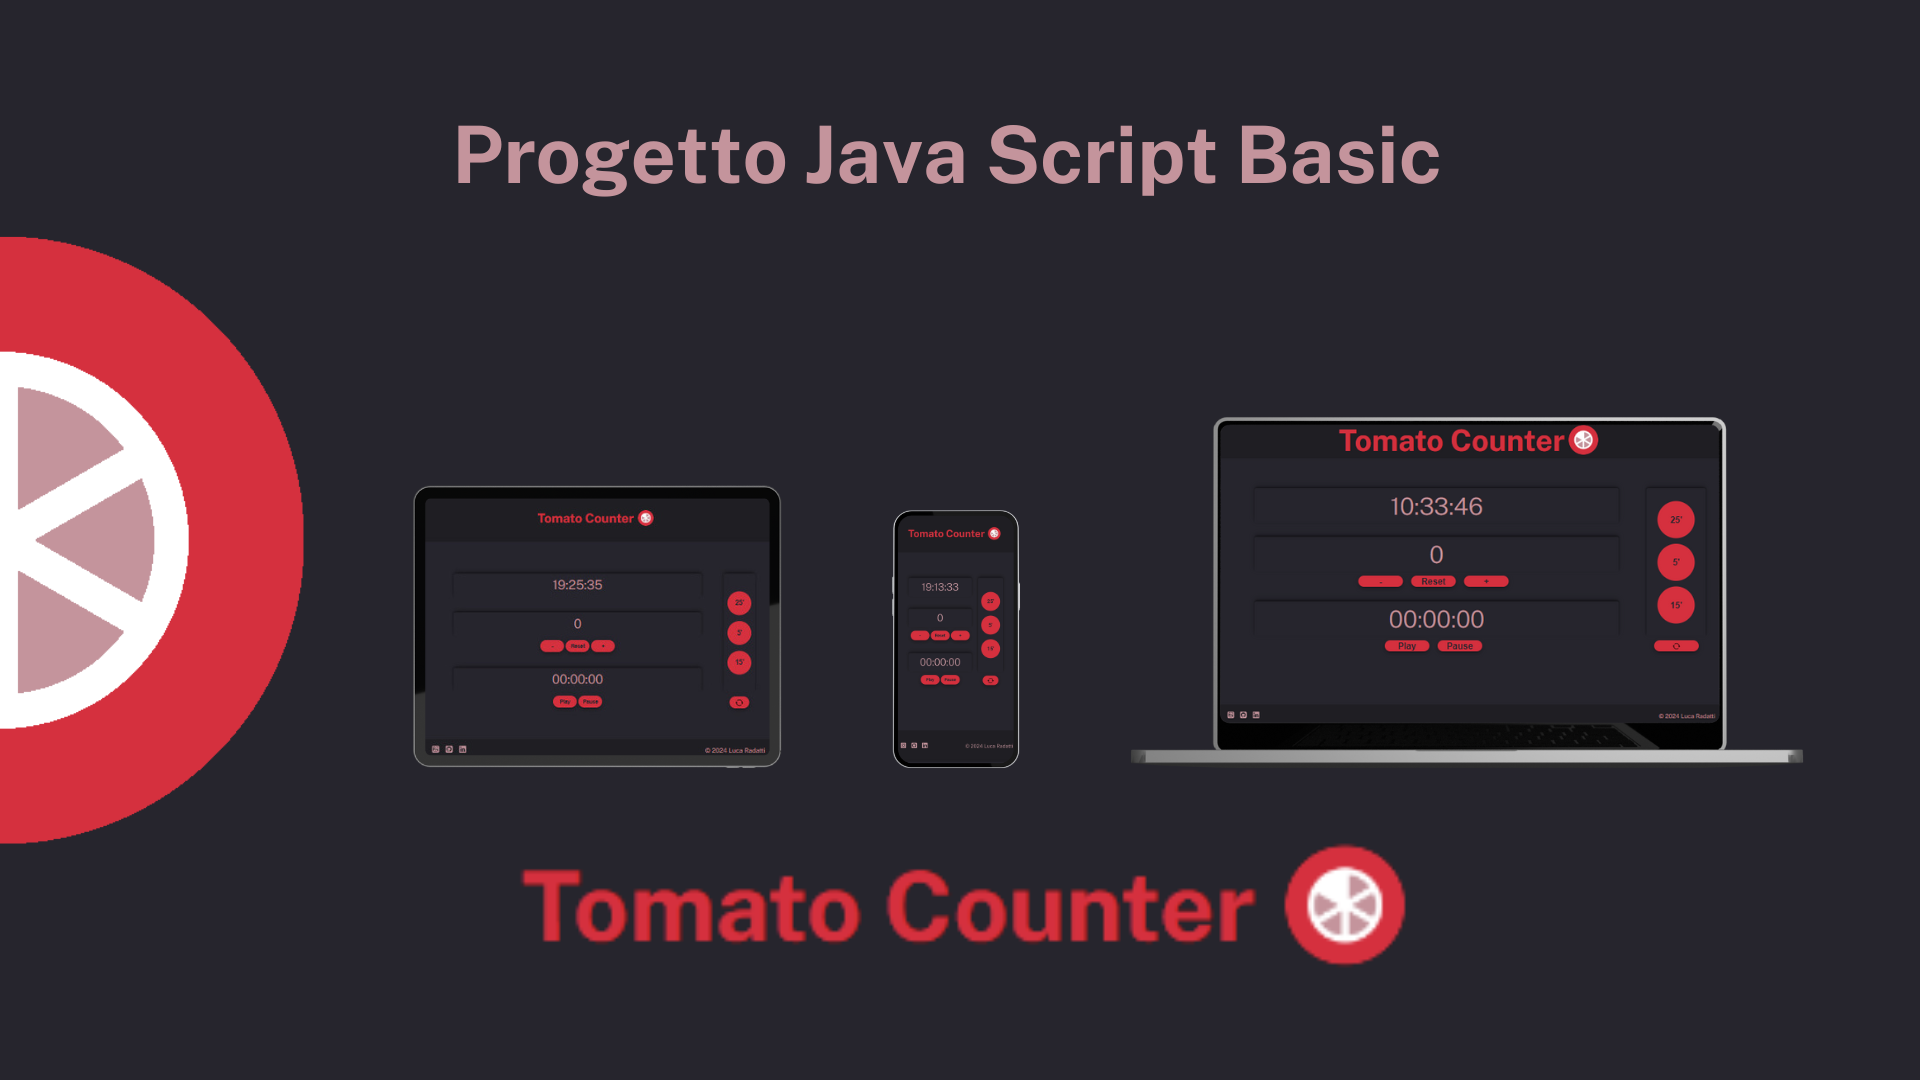 Progetto Java Script Basic
Tomato Counter
19:25:35
25'
0
5'
- Reset +
15'
00:00:00
Play Pause
© 2024 Luca Radatti
Tomato Counter
19:13:33
25'
0
5'
- Reset +
15'
00:00:00
Play Pause
© 2024 Luca Radatti
Tomato Counter
10:33:46
25'
0
5'
- Reset +
15'
00:00:00
Play Pause
© 2024 Luca Radatti
Tomato Counter